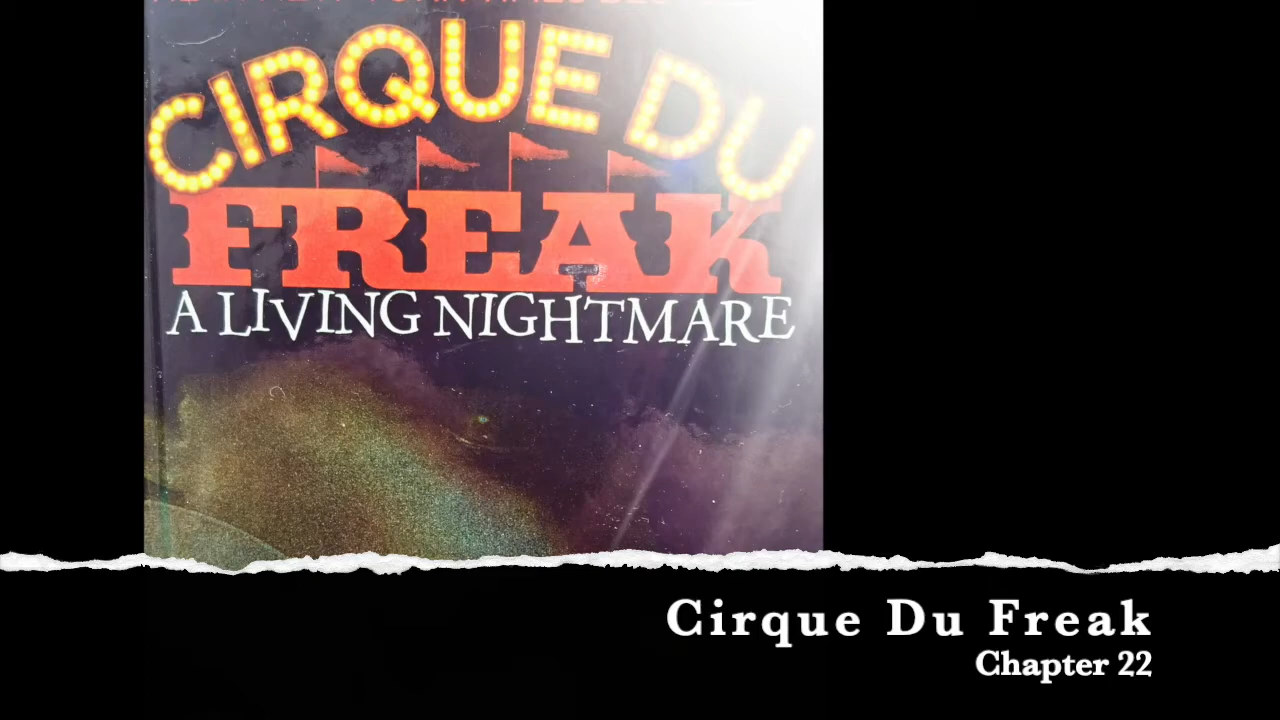 CIRQUE DU
FREAK
A LIVING NIGHTMARE
Cirque Du Freak
Chapter 22